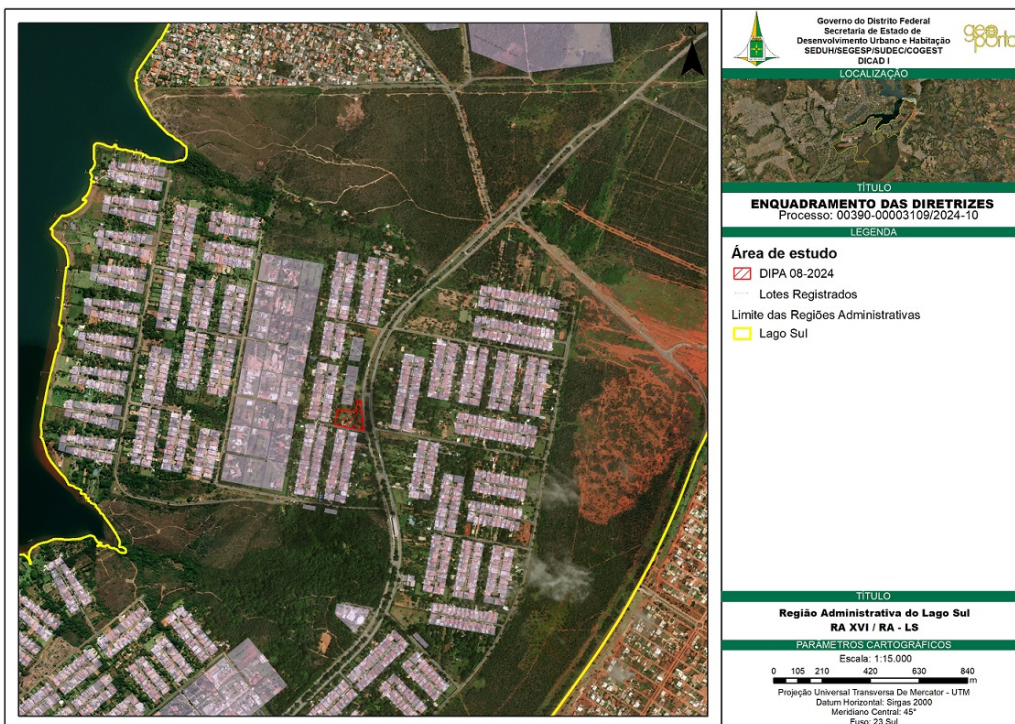 N
Governo do Distrito Federal
Secretaria de Estado de
Desenvolvimento Urbano e Habitação
SEDUH/SEGESP/SUDEC/COGEST
DICAD I
geoporta
LOCALIZAÇÃO
TÍTULO
ENQUADRAMENTO DAS DIRETRIZES
Processo: 00390-00003109/2024-10
LEGENDA
Área de estudo
DIPA 08-2024
Lotes Registrados
Limite das Regiões Administrativas
Lago Sul
TÍTULO
Região Administrativa do Lago Sul
RA XVI / RA - LS
PARÂMETROS CARTOGRÁFICOS
Escala: 1:15.000
0 105 210 420 630 840
m
Projeção Universal Transversa De Mercator - UTM
Datum Horizontal: Sirgas 2000
Meridiano Central: 45°
Fuso: 23 Sul